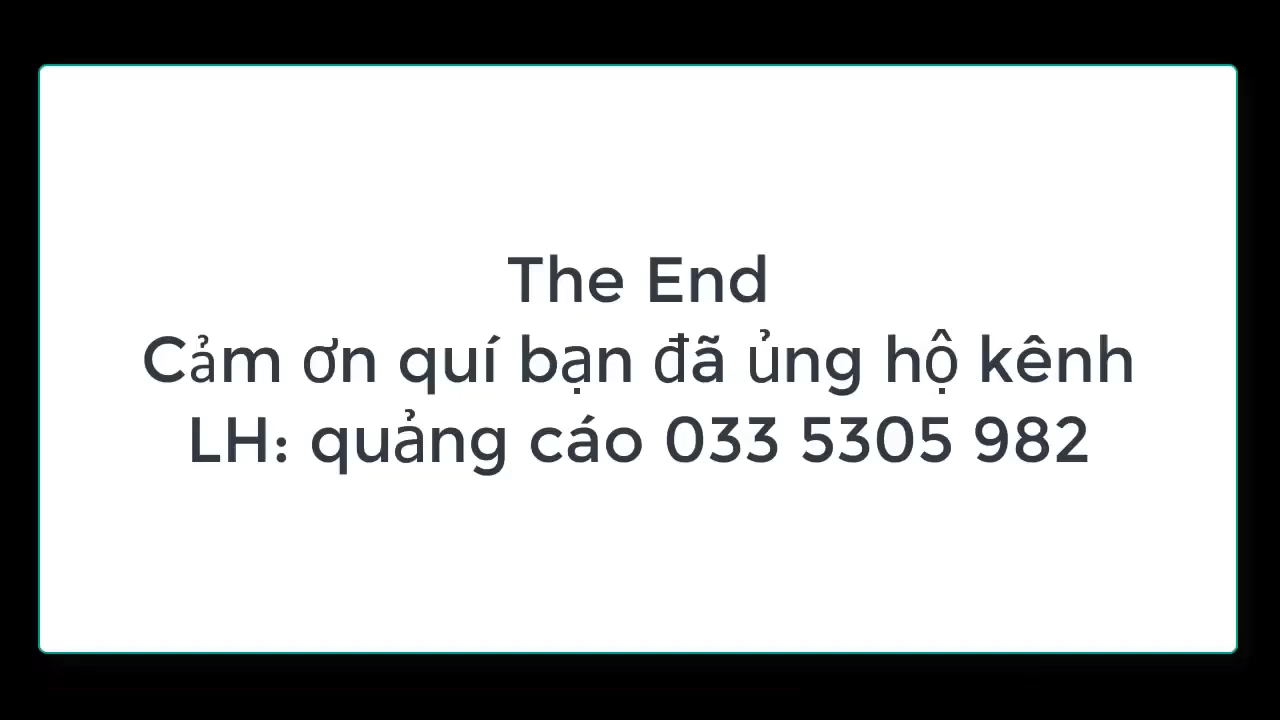 The End
Cảm ơn quí bạn đã ủng hộ kênh
LH: quảng cáo 033 5305 982